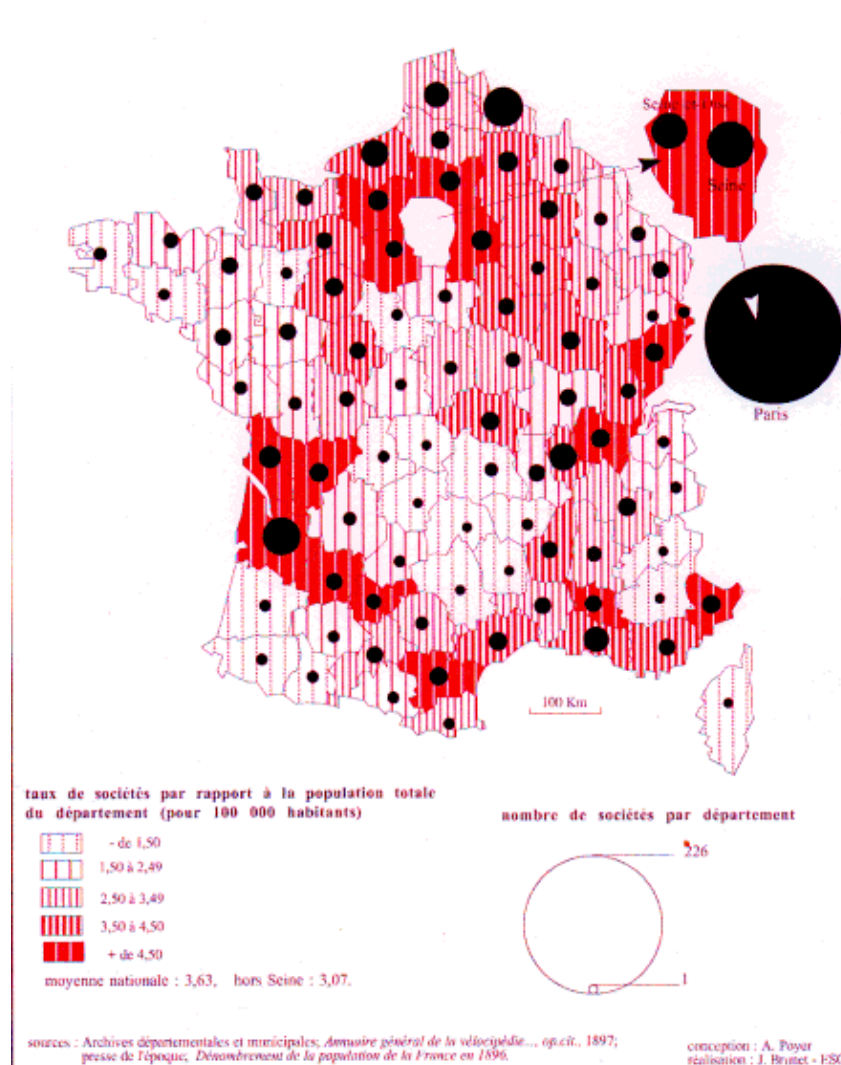 Seine et Oise
Seine
Paris
100 Km
taux de sociétés par rapport à la population totale
du département (pour 100 000 habitants)
- de 1,50
1,50 à 2,49
2,50 à 3,49
3,50 à 4,50
+ de 4,50
moyenne nationale : 3,63, hors Seine : 3,07.
nombre de sociétés par département
226
1
sources : Archives départementales et municipales; Annuaire général de la vélocipédie..., op.cit., 1897;
presse de l'époque; Dénombrement de la population de la France en 1896.
conception : A. Poyer
réalisation : J. Brunet - ESO